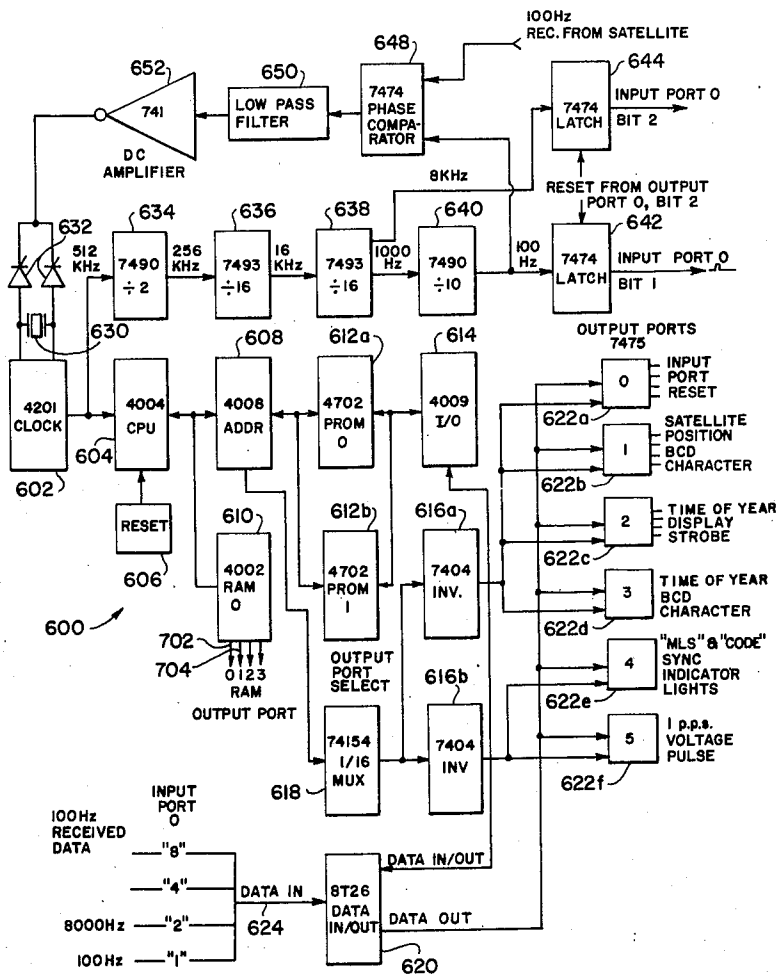 100Hz
REC. FROM SATELLITE
652
741
DC
AMPLIFIER
650
LOW PASS
FILTER
648
7474
PHASE
COMPA-
RATOR
644
7474
LATCH
INPUT PORT 0
BIT 2
8KHz
RESET FROM OUTPUT
PORT 0, BIT 2
632
512
KHz
634
7490
÷2
256
KHz
636
7493
÷16
16
KHz
638
7493
÷16
1000
Hz
640
7490
÷10
100
Hz
642
7474
LATCH
INPUT PORT 0
BIT 1
630
4201
CLOCK
602
604
4004
CPU
RESET
606
608
4008
ADDR
612a
4702
PROM
0
614
4009
I/O
610
4002
RAM
0
702
704
0123
RAM
OUTPUT PORT
600
612b
4702
PROM
1
OUTPUT
PORT
SELECT
616a
7404
INV.
616b
7404
INV
74154
1/16
MUX
618
OUTPUT PORTS
7475
0
INPUT
PORT
RESET
622a
1
SATELLITE
POSITION
BCD
CHARACTER
622b
2
TIME OF YEAR
DISPLAY
STROBE
622c
3
TIME OF YEAR
BCD
CHARACTER
622d
4
"MLS" & "CODE"
SYNC
INDICATOR
LIGHTS
622e
5
1 p.p.s.
VOLTAGE
PULSE
622f
INPUT
PORT
0
100Hz
RECEIVED
DATA
"8"
"4"
8000Hz "2"
100Hz "1"
DATA IN
624
8T26
DATA
IN/OUT
620
DATA IN/OUT
DATA OUT